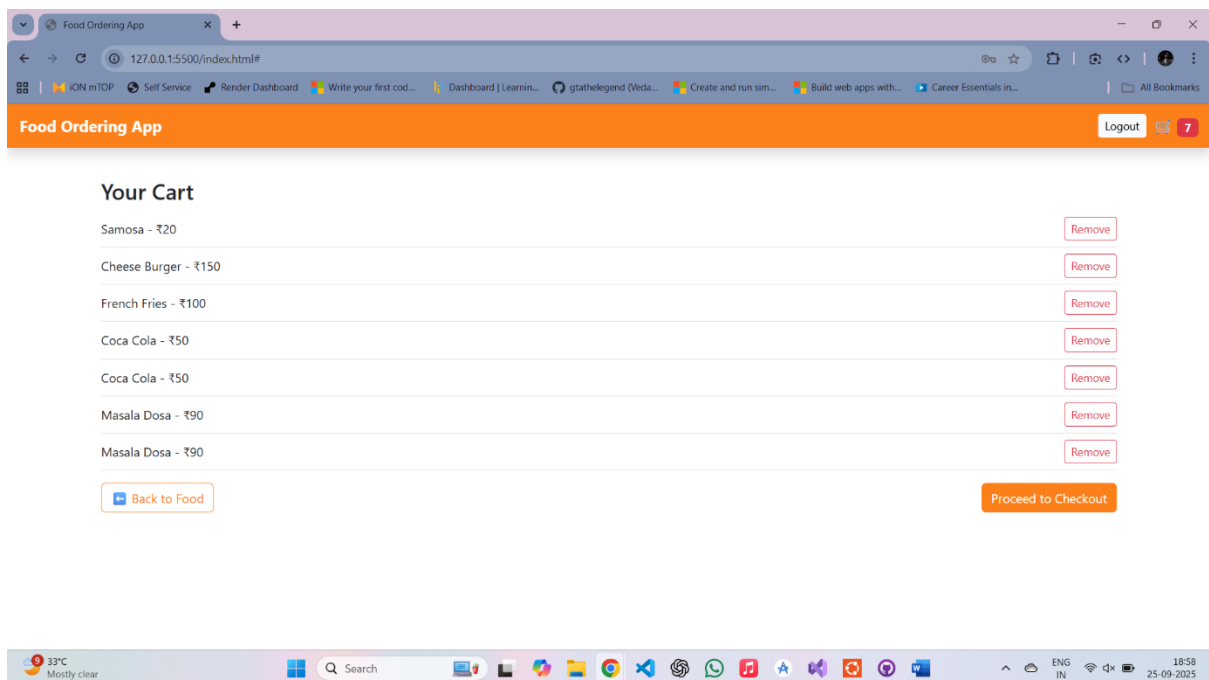 Food Ordering App
127.0.0.1:5500/index.html#
iON mTOP Self Service Render Dashboard Write your first cod... Dashboard | Learnin... gtathelegend (Veda... Create and run sim... Build web apps with... Career Essentials in... All Bookmarks
Food Ordering App Logout 7
Your Cart
Samosa - ₹20 Remove
Cheese Burger - ₹150 Remove
French Fries - ₹100 Remove
Coca Cola - ₹50 Remove
Coca Cola - ₹50 Remove
Masala Dosa - ₹90 Remove
Masala Dosa - ₹90 Remove
Back to Food Proceed to Checkout
9 33°C Search ENG 18:58
Mostly clear IN 25-09-2025